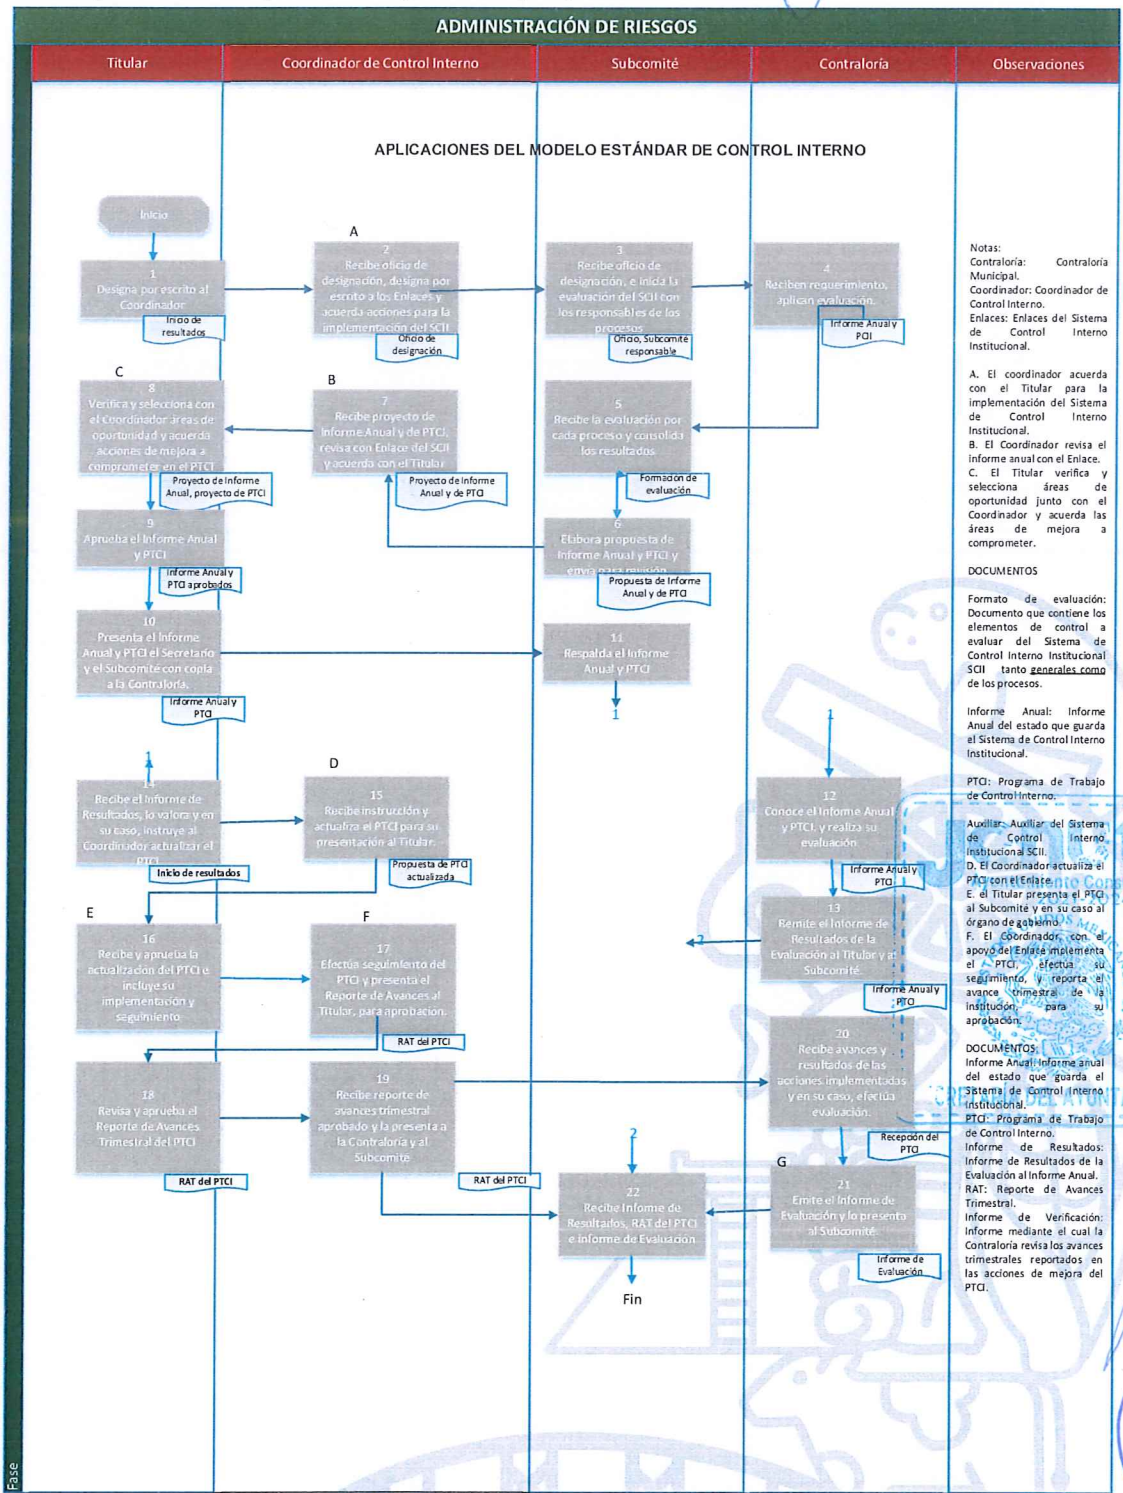 ADMINISTRACIÓN DE RIESGOS
Titular
Coordinador de Control Interno
Subcomité
Contraloría
Observaciones
APLICACIONES DEL MODELO ESTÁNDAR DE CONTROL INTERNO
Inicio
1
Designa por escrito al
Coordinador
Inicio de
resultados
A
2
Recibe oficio de
designación, designa por
escrito a los Enlaces y
acuerda acciones para la
implementación del SCII
Oficio de
designación
3
Recibe oficio de
designación, e inicia la
evaluación del SCII con
los responsables de los
procesos
Oficio, Subcomité
responsable
4
Reciben requerimiento,
aplican evaluación.
Informe Anual y
PCII
C
8
Verifica y selecciona con
el Coordinador áreas de
oportunidad y acuerda
acciones de mejora a
comprometer en el PTCI
Proyecto de Informe
Anual, proyecto de PTCI
B
7
Recibe proyecto de
Informe Anual y de PTCI,
revisa con Enlace del SCII
y acuerda con el Titular
Proyecto de Informe
Anual y de PTCI
5
Recibe la evaluación por
cada proceso y consolida
los resultados.
Formación de
evaluación
9
Aprueba el Informe Anual
y PTCI
Informe Anual y
PTCI aprobados
6
Elabora propuesta de
Informe Anual y PTCI y
envía para revisión
Propuesta de Informe
Anual y de PTCI
10
Presenta el Informe
Anual y PTCI el Secretario
y el Subcomité con copia
a la Contraloría.
Informe Anual y
PTCI
11
Respalda el Informe
Anual y PTCI
1
1
1
14
Recibe el Informe de
Resultados, lo valora y en
su caso, instruye al
Coordinador actualizar el
PTCI
Inicio de resultados
D
15
Recibe instrucción y
actualiza el PTCI para su
presentación al Titular.
Propuesta de PTCI
actualizada
12
Conoce el Informe Anual
y PTCI, y realiza su
evaluación
Informe Anual y
PTCI
E
16
Recibe y aprueba la
actualización del PTCI e
incluye su
implementación y
seguimiento
F
17
Efectúa seguimiento del
PTCI y presenta el
Reporte de Avances al
Titular, para aprobación.
RAT del PTCI
2
13
Remite el Informe de
Resultados de la
Evaluación al Titular y al
Subcomité.
Informe Anual y
PTCI
18
Revisa y aprueba el
Reporte de Avances
Trimestral del PTCI
RAT del PTCI
19
Recibe reporte de
avances trimestral
aprobado y la presenta a
la Contraloría y al
Subcomité
RAT del PTCI
20
Recibe avances y
resultados de las
acciones implementadas
y en su caso, efectúa
evaluación.
Recepción del
PTCI
2
22
Recibe Informe de
Resultados, RAT del PTCI
e informe de Evaluación
Fin
G
21
Emite el Informe de
Evaluación y lo presenta
al Subcomité.
Informe de
Evaluación
Notas:
Contraloría: Contraloría
Municipal.
Coordinador: Coordinador de
Control Interno.
Enlaces: Enlaces del Sistema
de Control Interno
Institucional.
A. El coordinador acuerda
con el Titular para la
implementación del Sistema
de Control Interno
Institucional.
B. El Coordinador revisa el
informe anual con el Enlace.
C. El Titular verifica y
selecciona áreas de
oportunidad junto con el
Coordinador y acuerda las
áreas de mejora a
comprometer.
DOCUMENTOS
Formato de evaluación:
Documento que contiene los
elementos de control a
evaluar del Sistema de
Control Interno Institucional
SCII tanto generales como
de los procesos.
Informe Anual: Informe
Anual del estado que guarda
el Sistema de Control Interno
Institucional.
PTCI: Programa de Trabajo
de Control Interno.
Auxiliar: Auxiliar del Sistema
de Control Interno
Institucional SCII.
D. El Coordinador actualiza el
PTCI con el Enlace.
E. el Titular presenta el PTCI
al Subcomité y en su caso al
órgano de gobierno.
F. El Coordinador, con el
apoyo del Enlace implementa
el PTCI, efectúa su
seguimiento, y reporta el
avance trimestral de la
institución, para su
aprobación.
DOCUMENTOS:
Informe Anual: Informe anual
del estado que guarda el
Sistema de Control Interno
Institucional.
PTCI: Programa de Trabajo
de Control Interno.
Informe de Resultados:
Informe de Resultados de la
Evaluación al Informe Anual.
RAT: Reporte de Avances
Trimestral.
Informe de Verificación:
Informe mediante el cual la
Contraloría revisa los avances
trimestrales reportados en
las acciones de mejora del
PTCI.
Fase